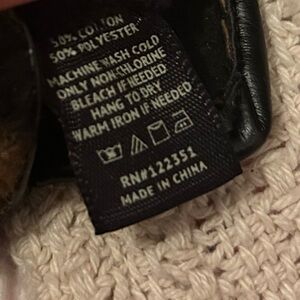 50% COTTON
50% POLYESTER
MACHINE WASH COLD
ONLY NON-CHLORINE
BLEACH IF NEEDED
HANG TO DRY
WARM IRON IF NEEDED
RN#122351
MADE IN CHINA